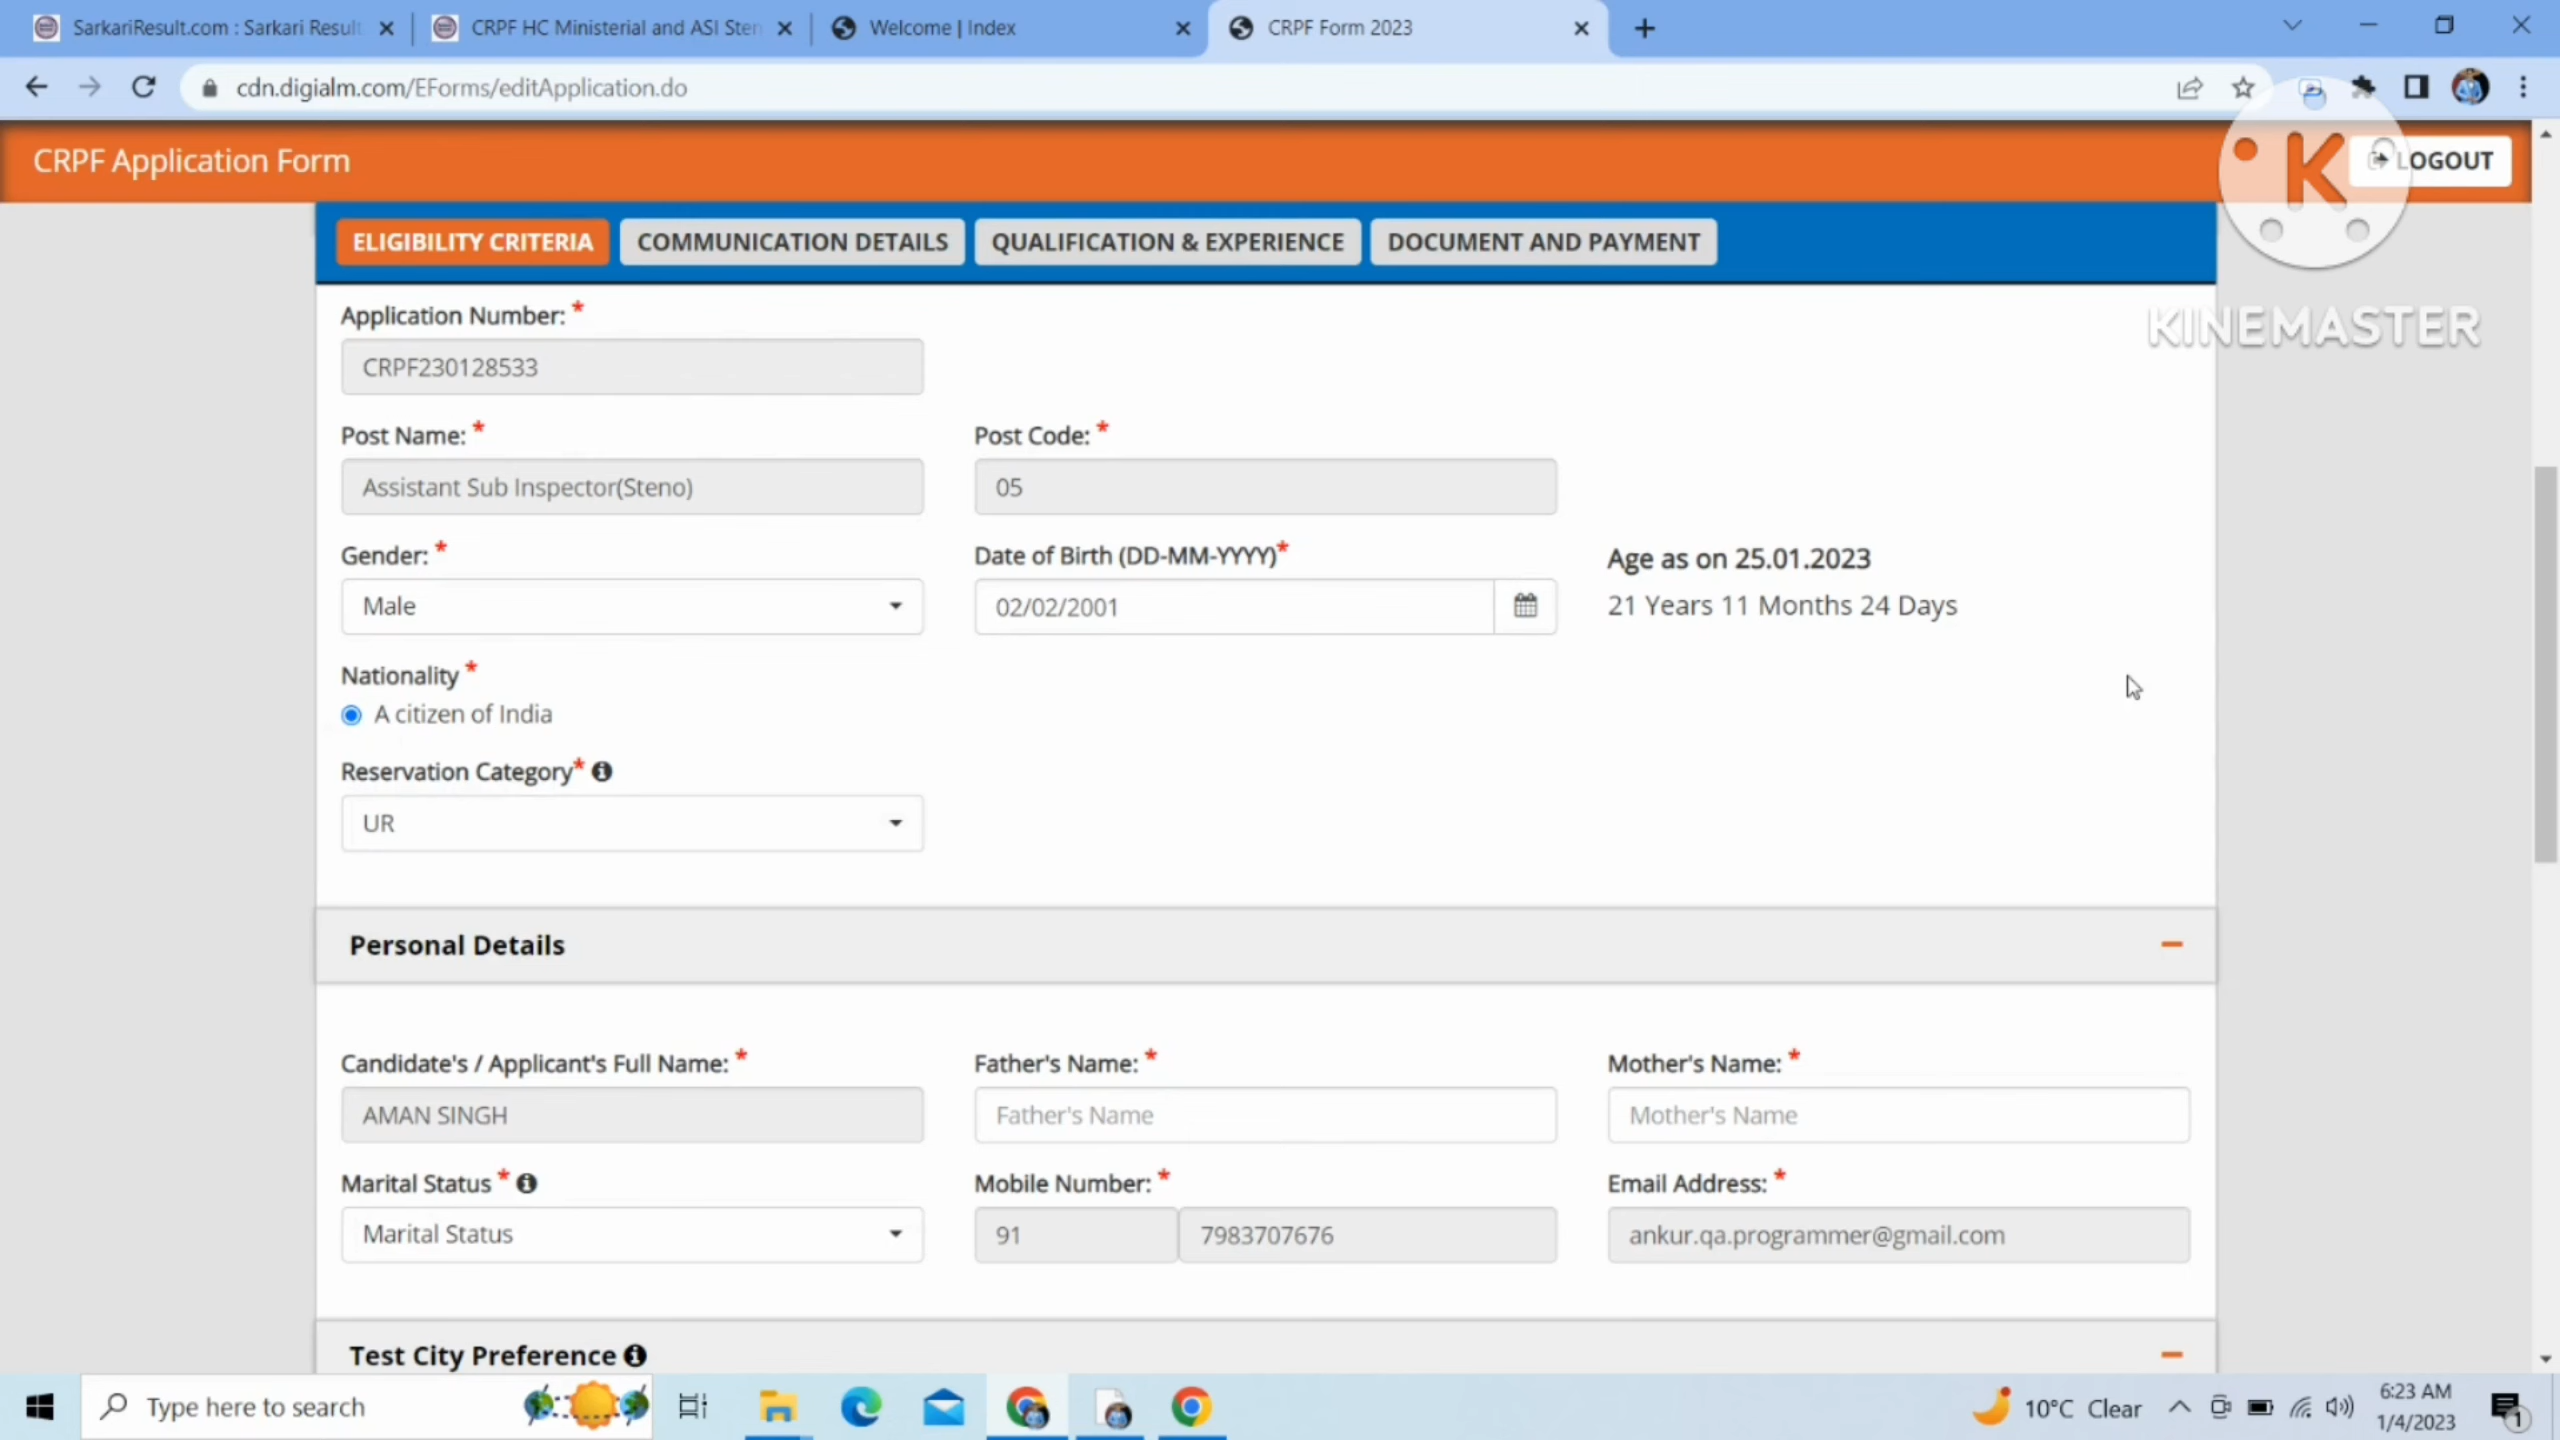 SarkariResult.com : Sarkari Result
CRPF HC Ministerial and ASI Sten
Welcome | Index
CRPF Form 2023
cdn.digialm.com/EForms/editApplication.do
CRPF Application Form
LOGOUT
K
KINEMASTER
ELIGIBILITY CRITERIA
COMMUNICATION DETAILS
QUALIFICATION & EXPERIENCE
DOCUMENT AND PAYMENT
Application Number: *
CRPF230128533
Post Name: *
Post Code: *
Assistant Sub Inspector(Steno)
05
Gender: *
Date of Birth (DD-MM-YYYY)*
Age as on 25.01.2023
Male
02/02/2001
21 Years 11 Months 24 Days
Nationality *
A citizen of India
Reservation Category*
UR
Personal Details
Candidate's / Applicant's Full Name: *
Father's Name: *
Mother's Name: *
AMAN SINGH
Father's Name
Mother's Name
Marital Status *
Mobile Number: *
Email Address: *
Marital Status
91
7983707676
ankur.qa.programmer@gmail.com
Test City Preference
Type here to search
10°C Clear
6:23 AM
1/4/2023
1